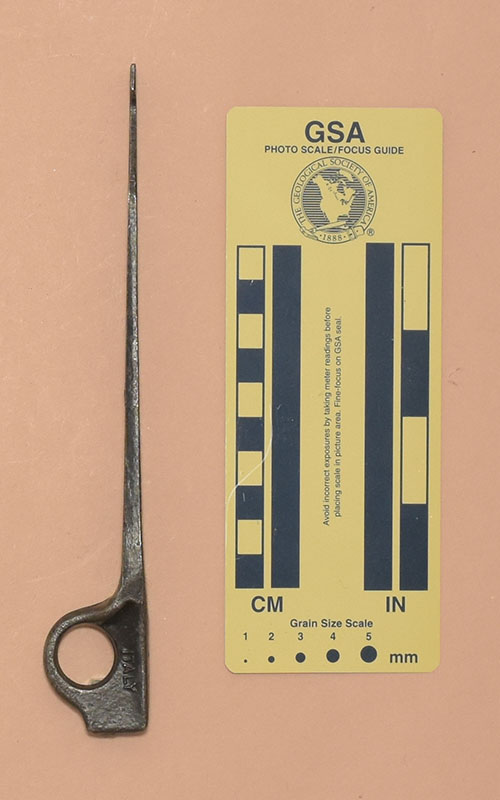 GSA
PHOTO SCALE/FOCUS GUIDE
THE GEOLOGICAL SOCIETY OF AMERICA
·1888·
®
Avoid incorrect exposures by taking meter readings before
placing scale in picture area. Fine-focus on GSA seal.
CM IN
Grain Size Scale
1 2 3 4 5
mm
ITALY